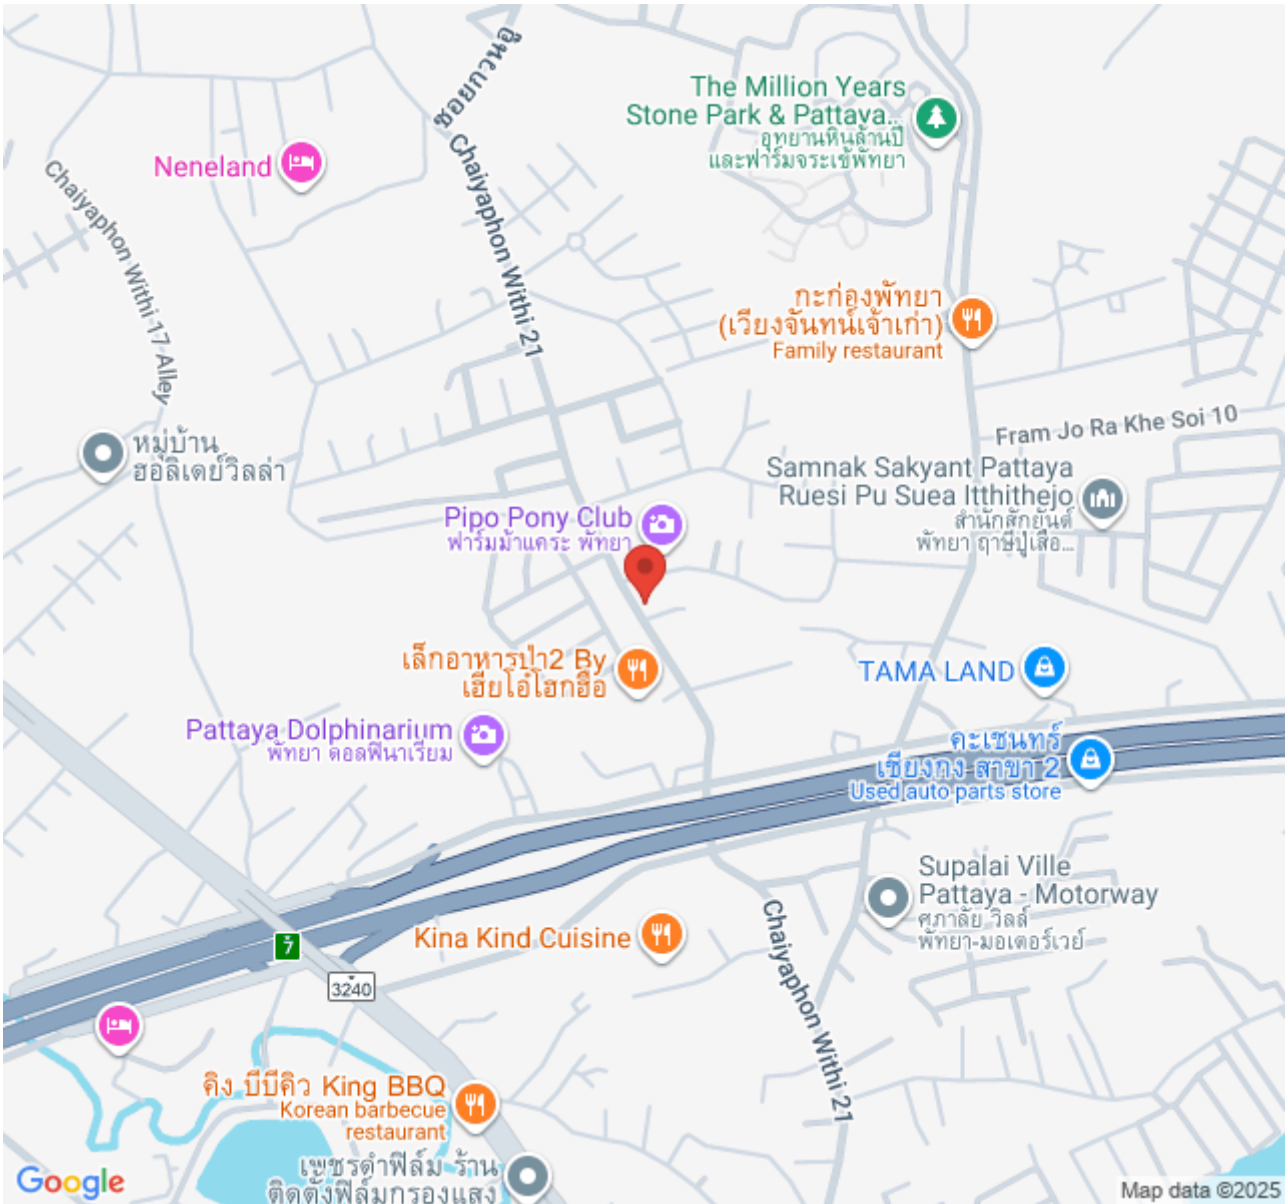 ซอยกวนอู
The Million Years
Stone Park & Pattaya..
อุทยานหินล้านปี
และฟาร์มจระเข้พัทยา
Neneland
Chaiyaphon Withi 21
Chaiyaphon Withi 17 Alley
กะก่องพัทยา
(เวียงจันทน์เจ้าเก่า)
Family restaurant
Fram Jo Ra Khe Soi 10
หมู่บ้าน
ฮอลิเดย์วิลล่า
Samnak Sakyant Pattaya
Ruesi Pu Suea Itthithejo
สำนักสักยันต์
พัทยา ฤาษีปู่เสือ...
Pipo Pony Club
ฟาร์มม้าแคระ พัทยา
เล็กอาหารป่า2 By
เฮียโอ๋โฮกฮือ
TAMA LAND
Pattaya Dolphinarium
พัทยา ดอลฟินาเรียม
คะเชนทร์
เซียงกง สาขา 2
Used auto parts store
Supalai Ville
Pattaya - Motorway
ศุภาลัย วิลล์
พัทยา-มอเตอร์เวย์
Kina Kind Cuisine
7
3240
Chaiyaphon Withi 21
คิง บีบีคิว King BBQ
Korean barbecue
restaurant
เพชรดำฟิล์ม ร้าน
ติดตั้งฟิล์มกรองแสง
Google
Map data ©2025